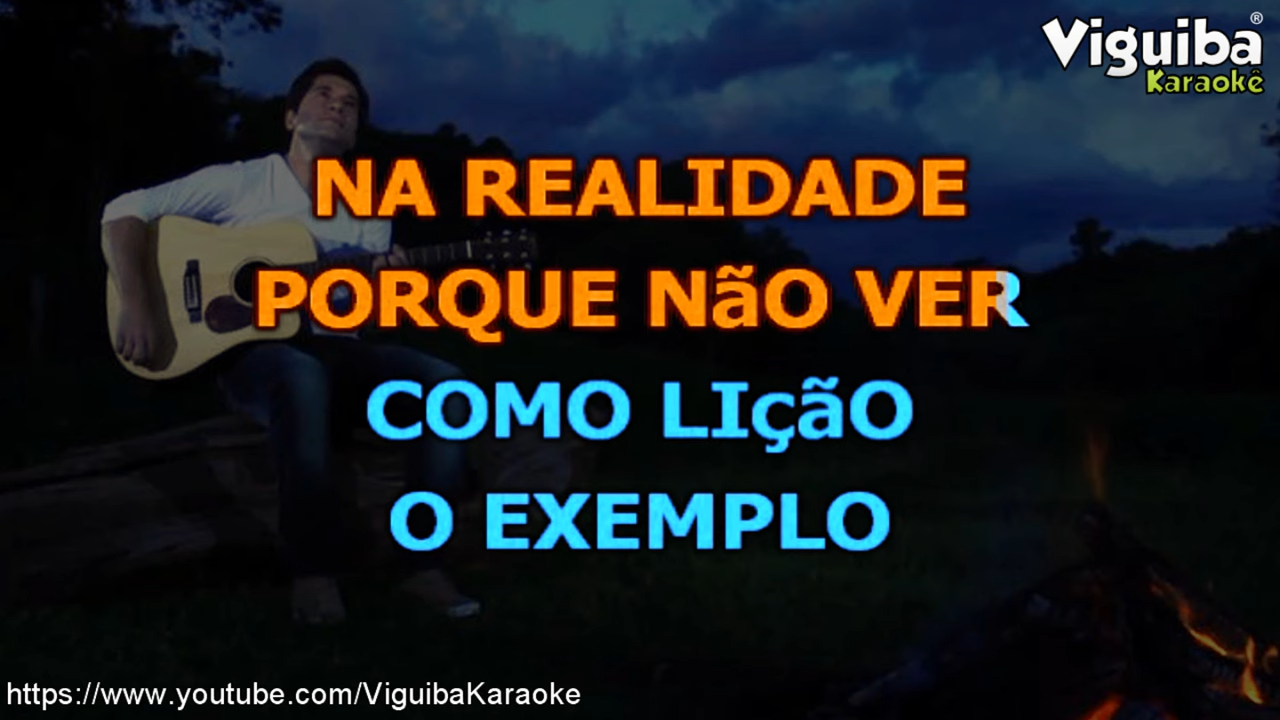 Viguiba®
Karaokê
NA REALIDADE
PORQUE NãO VER
COMO LIçãO
O EXEMPLO
https://www.youtube.com/ViguibaKaraoke